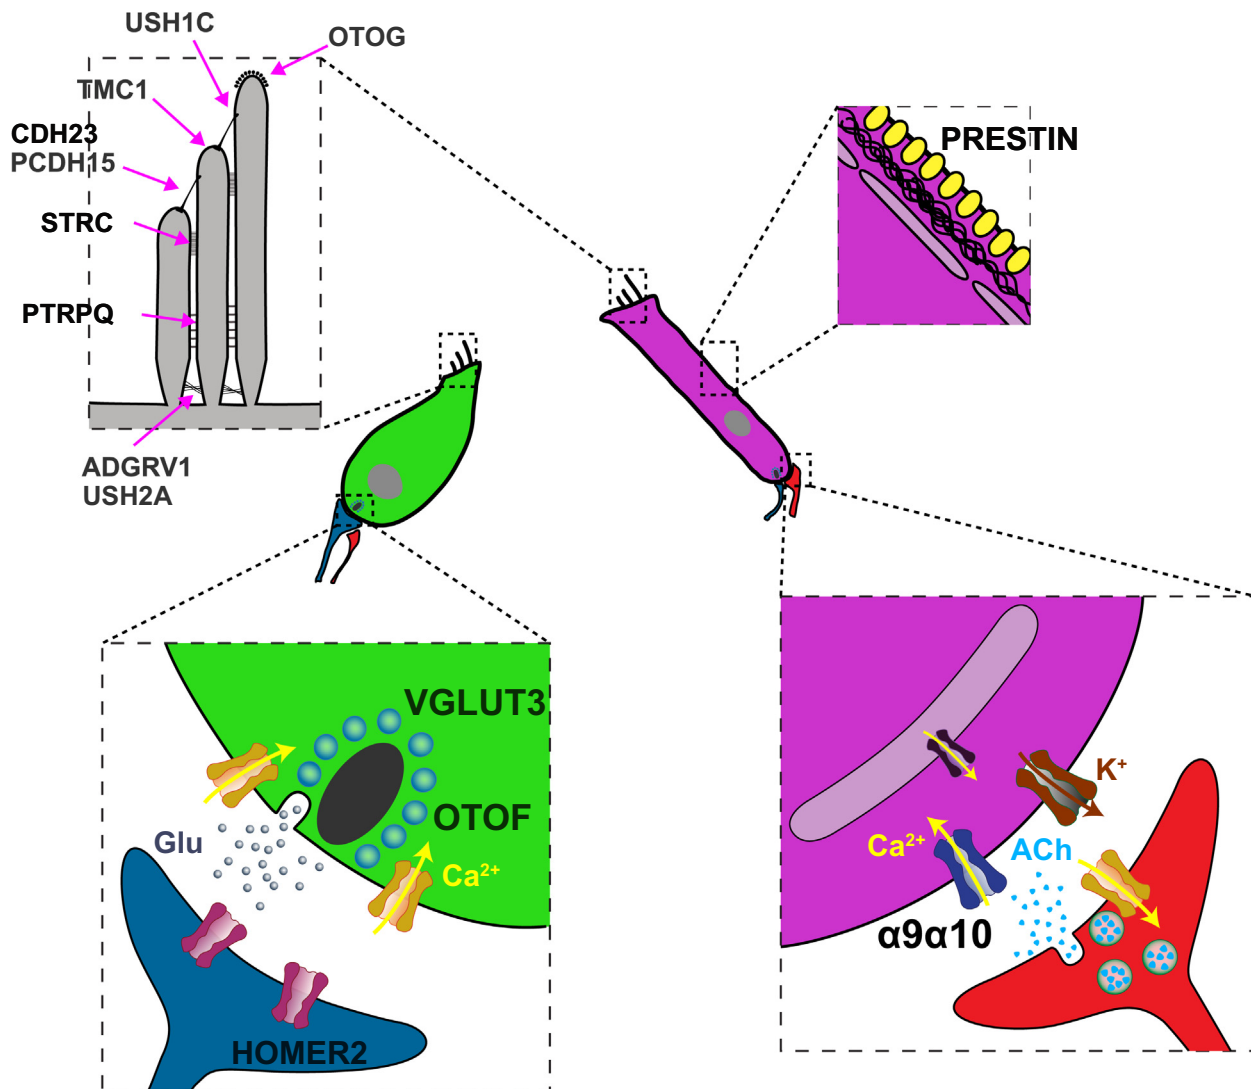 USH1C
OTOG
TMC1
CDH23
PCDH15
STRC
PTRPQ
ADGRV1
USH2A
PRESTIN
VGLUT3
OTOF
Glu
Ca²⁺
HOMER2
K⁺
Ca²⁺
ACh
α9α10